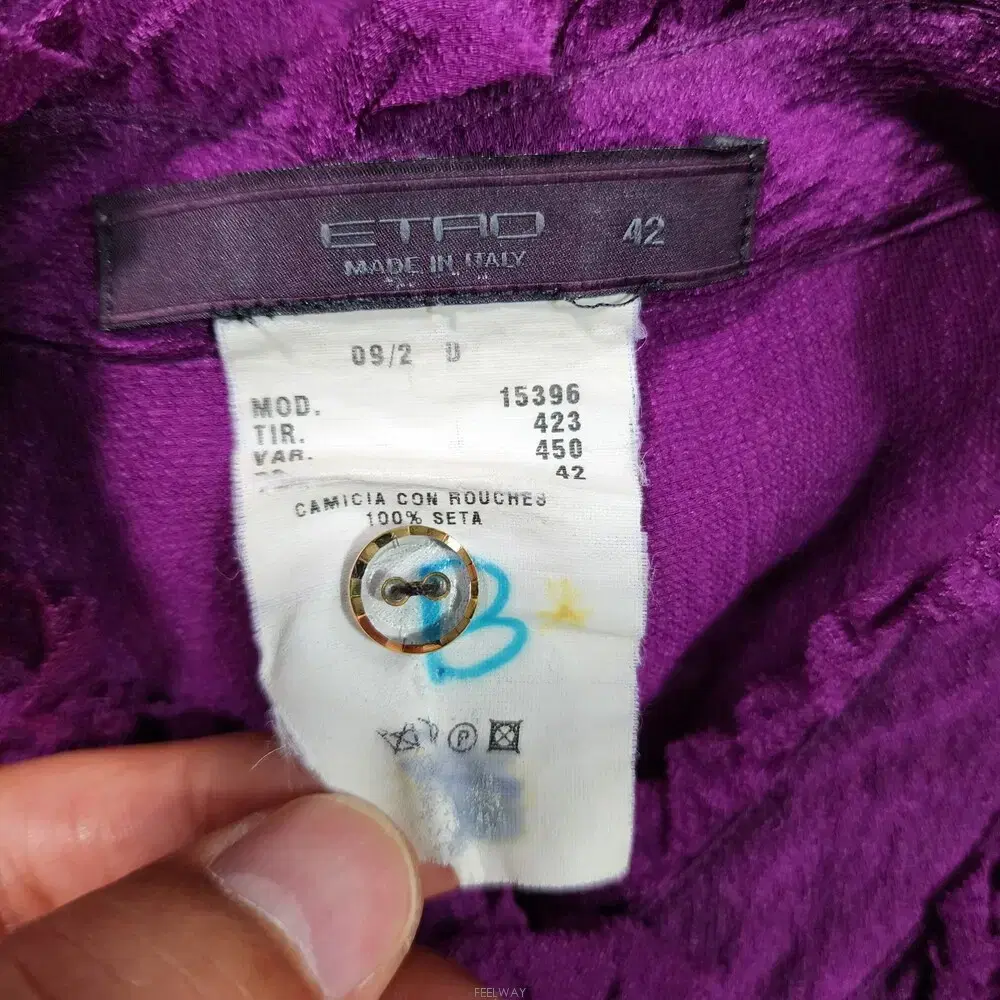 ETRO 42
MADE IN ITALY
09/2 D
MOD. 15396
TIR. 423
VAR. 450
42
CAMICIA CON ROUCHES
100% SETA
B
P
FEELWAY